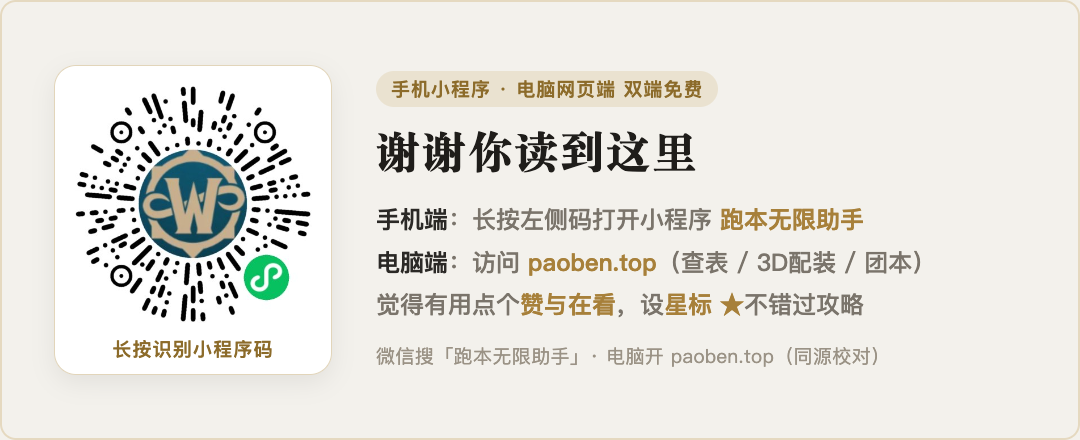 手机小程序 · 电脑网页端 双端免费
谢谢你读到这里
手机端：长按左侧码打开小程序 跑本无限助手
电脑端：访问 paoben.top（查表 / 3D配装 / 团本）
觉得有用点个赞与在看，设星标 ★不错过攻略
微信搜「跑本无限助手」· 电脑开 paoben.top（同源校对）
W
长按识别小程序码